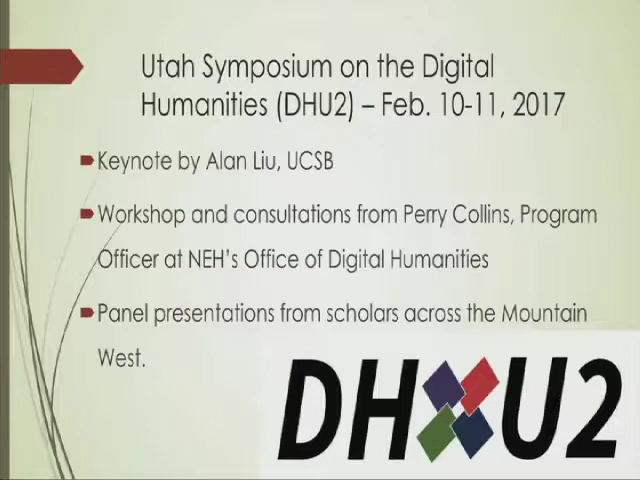 Utah Symposium on the Digital
Humanities (DHU2) – Feb. 10-11, 2017
Keynote by Alan Liu, UCSB
Workshop and consultations from Perry Collins, Program
Officer at NEH's Office of Digital Humanities
Panel presentations from scholars across the Mountain
West.
DH U2